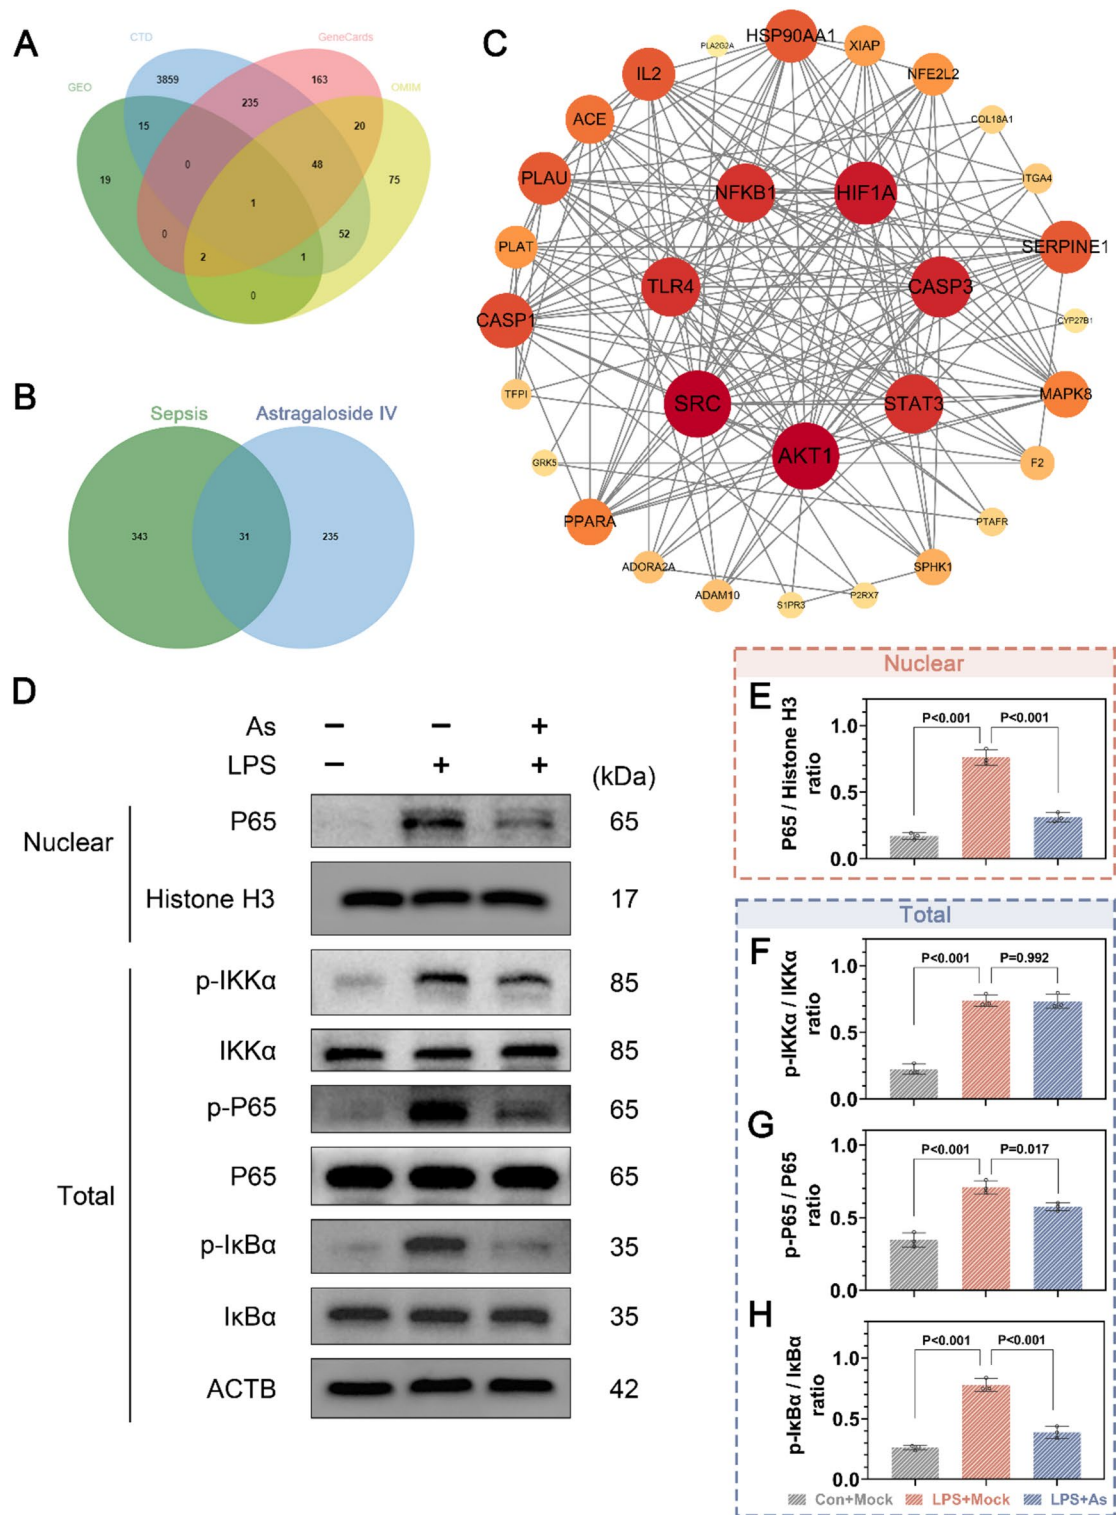 A
CTD
GeneCards
GEO
OMIM
3859
163
235
15
20
0
48
19
75
1
0
52
2
1
0
B
Sepsis
Astragaloside IV
343
31
235
C
HSP90AA1
PLA2G2A
XIAP
IL2
NFE2L2
ACE
COL18A1
PLAU
ITGA4
NFKB1
HIF1A
PLAT
SERPINE1
TLR4
CASP3
CASP1
CYP27B1
TFPI
SRC
STAT3
MAPK8
AKT1
GRK5
F2
PPARA
PTAFR
ADORA2A
SPHK1
ADAM10
S1PR3
P2RX7
D
As − − +
LPS − + + (kDa)
Nuclear
P65 65
Histone H3 17
Total
p-IKKα 85
IKKα 85
p-P65 65
P65 65
p-IκBα 35
IκBα 35
ACTB 42
Nuclear
E
P65 / Histone H3
ratio
1.0
0.5
0.0
P<0.001 P<0.001
Total
F
p-IKKα / IKKα
ratio
1.0
0.5
0.0
P<0.001 P=0.992
G
p-P65 / P65
ratio
1.0
0.5
0.0
P<0.001 P=0.017
H
p-IκBα / IκBα
ratio
1.0
0.5
0.0
P<0.001 P<0.001
Con+Mock LPS+Mock LPS+As